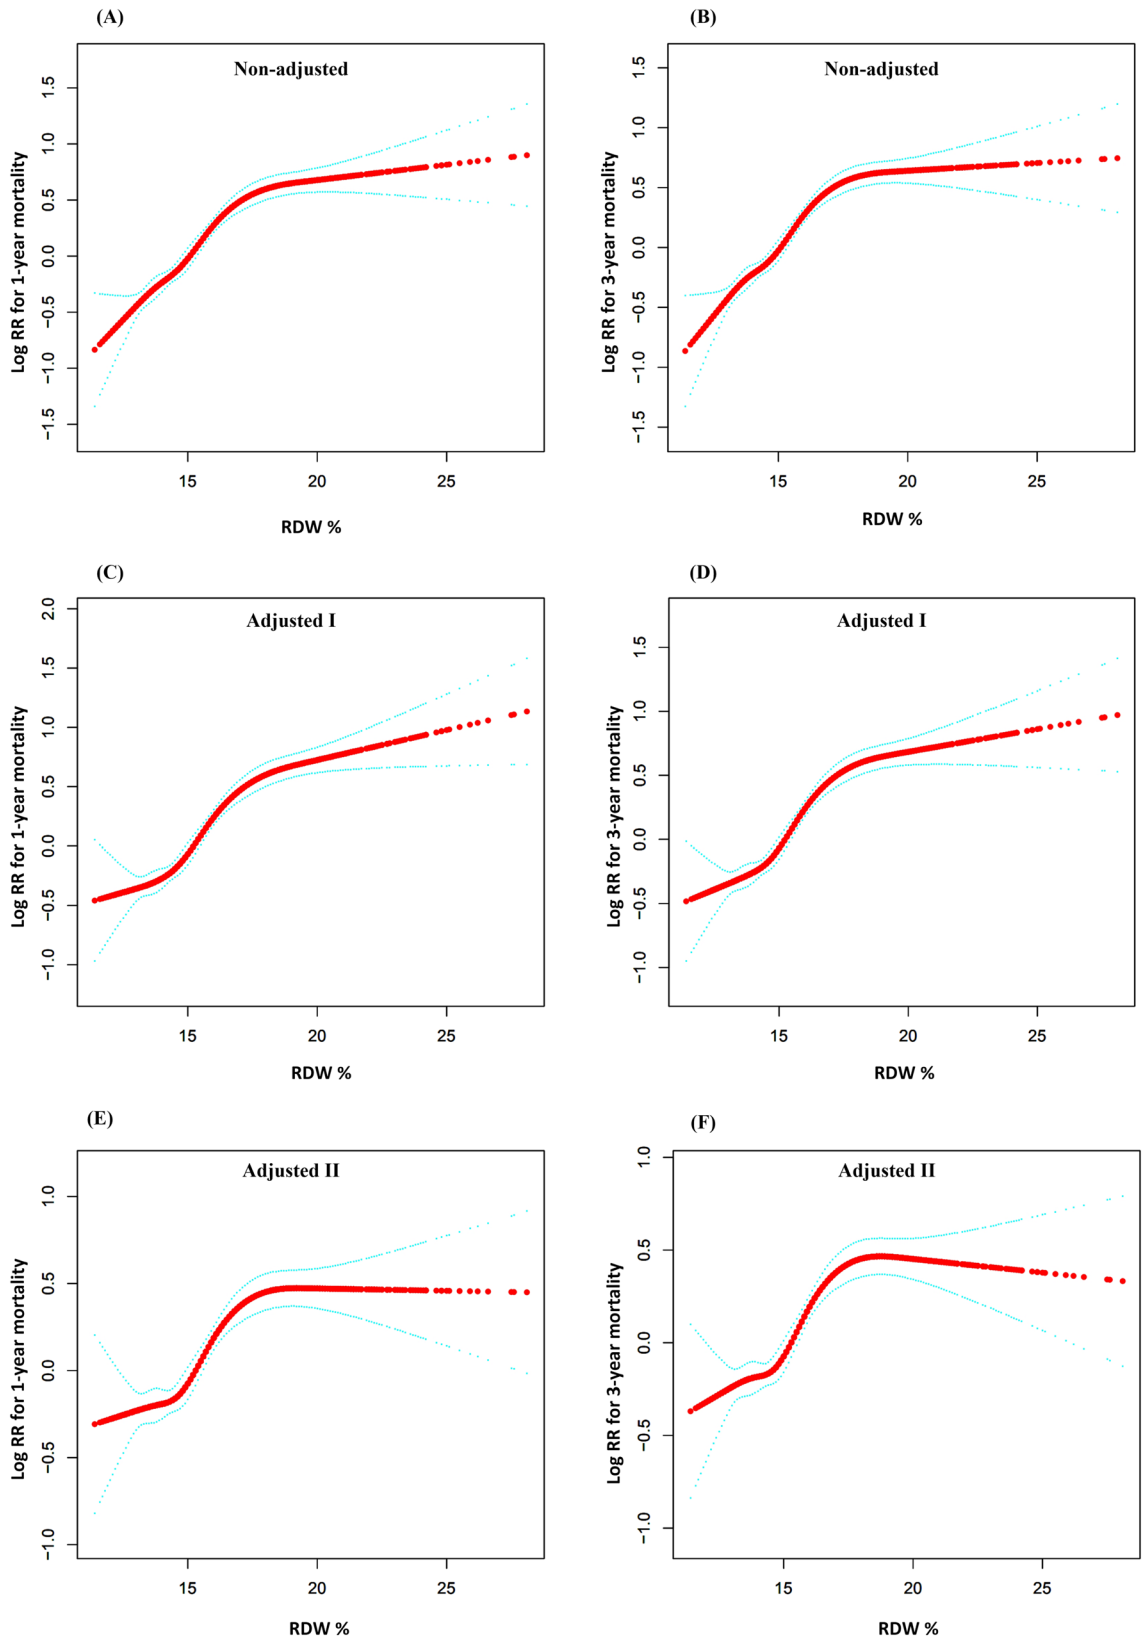 (A)
Non-adjusted
Log RR for 1-year mortality
1.5
1.0
0.5
0.0
−0.5
−1.0
−1.5
15 20 25
RDW %
(B)
Non-adjusted
Log RR for 3-year mortality
1.5
1.0
0.5
0.0
−0.5
−1.0
−1.5
15 20 25
RDW %
(C)
Adjusted I
Log RR for 1-year mortality
2.0
1.5
1.0
0.5
0.0
−0.5
−1.0
15 20 25
RDW %
(D)
Adjusted I
Log RR for 3-year mortality
1.5
1.0
0.5
0.0
−0.5
−1.0
15 20 25
RDW %
(E)
Adjusted II
Log RR for 1-year mortality
1.0
0.5
0.0
−0.5
−1.0
15 20 25
RDW %
(F)
Adjusted II
Log RR for 3-year mortality
1.0
0.5
0.0
−0.5
−1.0
15 20 25
RDW %